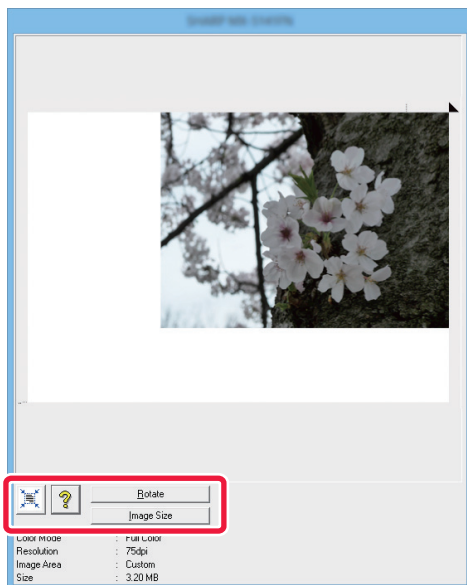 ?
Rotate
Image Size
Color Mode : Full Color
Resolution : 75dpi
Image Area : Custom
Size : 3.20 MB